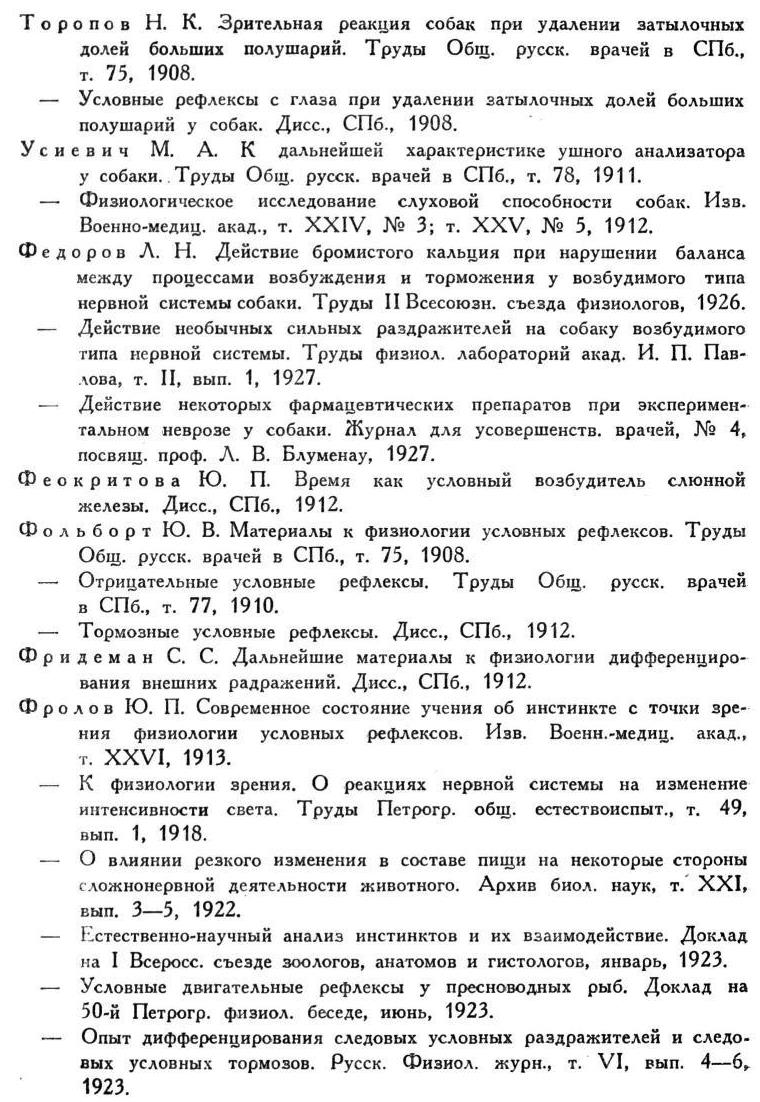 Торопов Н. К. Зрительная реакция собак при удалении затылочных
долей больших полушарий. Труды Общ. русск. врачей в СПб.,
т. 75, 1908.
— Условные рефлексы с глаза при удалении затылочных долей больших
полушарий у собак. Дисс., СПб., 1908.
Усиевич М. А. К дальнейшей характеристике ушного анализатора
у собаки. Труды Общ. русск. врачей в СПб., т. 78, 1911.
— Физиологическое исследование слуховой способности собак. Изв.
Военно-медиц. акад., т. XXIV, № 3; т. XXV, № 5, 1912.
Федоров Л. Н. Действие бромистого кальция при нарушении баланса
между процессами возбуждения и торможения у возбудимого типа
нервной системы собаки. Труды II Всесоюзн. съезда физиологов, 1926.
— Действие необычных сильных раздражителей на собаку возбудимого
типа нервной системы. Труды физиол. лабораторий акад. И. П. Пав-
лова, т. II, вып. 1, 1927.
— Действие некоторых фармацевтических препаратов при эксперимен-
тальном неврозе у собаки. Журнал для усовершенств. врачей, № 4,
посвящ. проф. Л. В. Блуменау, 1927.
Феокритова Ю. П. Время как условный возбудитель слюнной
железы. Дисс., СПб., 1912.
Фольборт Ю. В. Материалы к физиологии условных рефлексов. Труды
Общ. русск. врачей в СПб., т. 75, 1908.
— Отрицательные условные рефлексы. Труды Общ. русск. врачей
в СПб., т. 77, 1910.
— Тормозные условные рефлексы. Дисс., СПб., 1912.
Фридеман С. С. Дальнейшие материалы к физиологии дифференциро-
вания внешних радражений. Дисс., СПб., 1912.
Фролов Ю. П. Современное состояние учения об инстинкте с точки зре-
ния физиологии условных рефлексов. Изв. Военн.-медиц. акад.,
т. XXVI, 1913.
— К физиологии зрения. О реакциях нервной системы на изменение
интенсивности света. Труды Петрогр. общ. естествоиспыт., т. 49,
вып. 1, 1918.
— О влиянии резкого изменения в составе пищи на некоторые стороны
сложнонервной деятельности животного. Архив биол. наук, т. XXI,
вып. 3—5, 1922.
— Естественно-научный анализ инстинктов и их взаимодействие. Доклад
на I Всеросс. съезде зоологов, анатомов и гистологов, январь, 1923.
— Условные двигательные рефлексы у пресноводных рыб. Доклад на
50-й Петрогр. физиол. беседе, июнь, 1923.
— Опыт дифференцирования следовых условных раздражителей и следо-
вых условных тормозов. Русск. Физиол. журн., т. VI, вып. 4—6,
1923.